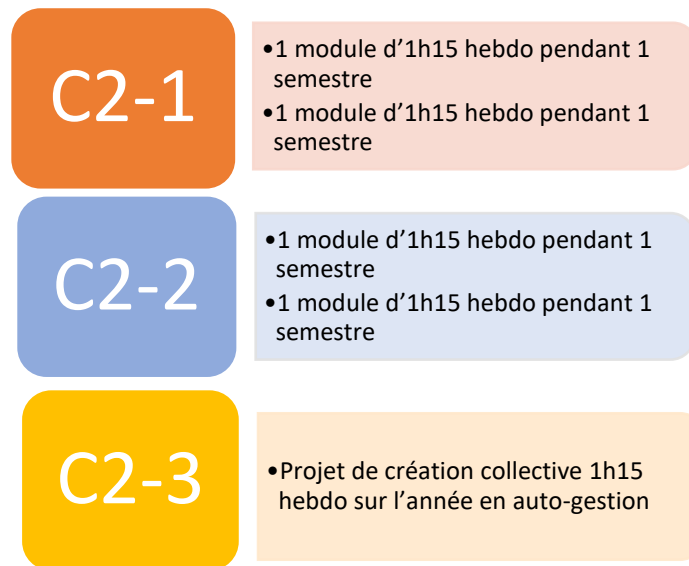 C2-1
•1 module d’1h15 hebdo pendant 1
semestre
•1 module d’1h15 hebdo pendant 1
semestre
C2-2
•1 module d’1h15 hebdo pendant 1
semestre
•1 module d’1h15 hebdo pendant 1
semestre
C2-3
•Projet de création collective 1h15
hebdo sur l’année en auto-gestion